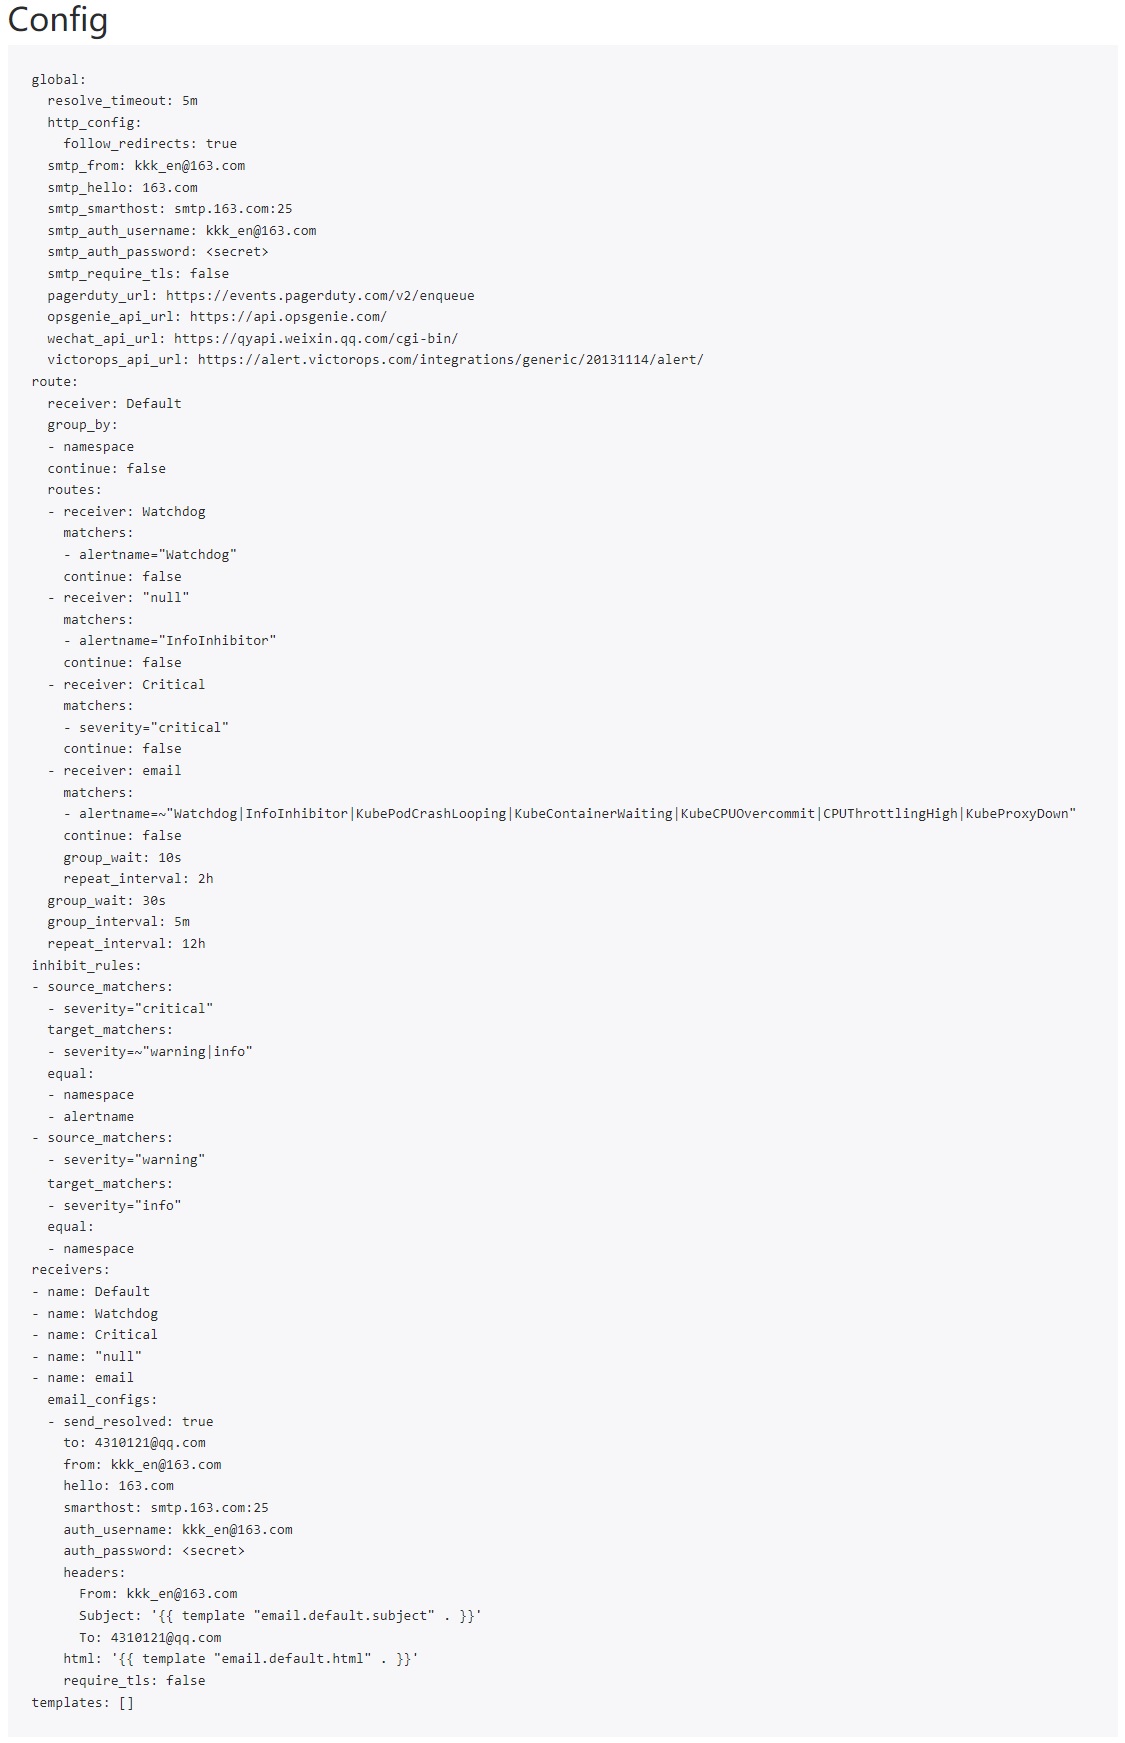 Config
global:
  resolve_timeout: 5m
  http_config:
    follow_redirects: true
  smtp_from: kkk_en@163.com
  smtp_hello: 163.com
  smtp_smarthost: smtp.163.com:25
  smtp_auth_username: kkk_en@163.com
  smtp_auth_password: <secret>
  smtp_require_tls: false
  pagerduty_url: https://events.pagerduty.com/v2/enqueue
  opsgenie_api_url: https://api.opsgenie.com/
  wechat_api_url: https://qyapi.weixin.qq.com/cgi-bin/
  victorops_api_url: https://alert.victorops.com/integrations/generic/20131114/alert/
route:
  receiver: Default
  group_by:
  - namespace
  continue: false
  routes:
  - receiver: Watchdog
    matchers:
    - alertname="Watchdog"
    continue: false
  - receiver: "null"
    matchers:
    - alertname="InfoInhibitor"
    continue: false
  - receiver: Critical
    matchers:
    - severity="critical"
    continue: false
  - receiver: email
    matchers:
    - alertname=~"Watchdog|InfoInhibitor|KubePodCrashLooping|KubeContainerWaiting|KubeCPUOvercommit|CPUThrottlingHigh|KubeProxyDown"
    continue: false
    group_wait: 10s
    repeat_interval: 2h
  group_wait: 30s
  group_interval: 5m
  repeat_interval: 12h
inhibit_rules:
- source_matchers:
  - severity="critical"
  target_matchers:
  - severity=~"warning|info"
  equal:
  - namespace
  - alertname
- source_matchers:
  - severity="warning"
  target_matchers:
  - severity="info"
  equal:
  - namespace
receivers:
- name: Default
- name: Watchdog
- name: Critical
- name: "null"
- name: email
  email_configs:
  - send_resolved: true
    to: 4310121@qq.com
    from: kkk_en@163.com
    hello: 163.com
    smarthost: smtp.163.com:25
    auth_username: kkk_en@163.com
    auth_password: <secret>
    headers:
      From: kkk_en@163.com
      Subject: '{{ template "email.default.subject" . }}'
      To: 4310121@qq.com
    html: '{{ template "email.default.html" . }}'
    require_tls: false
templates: []